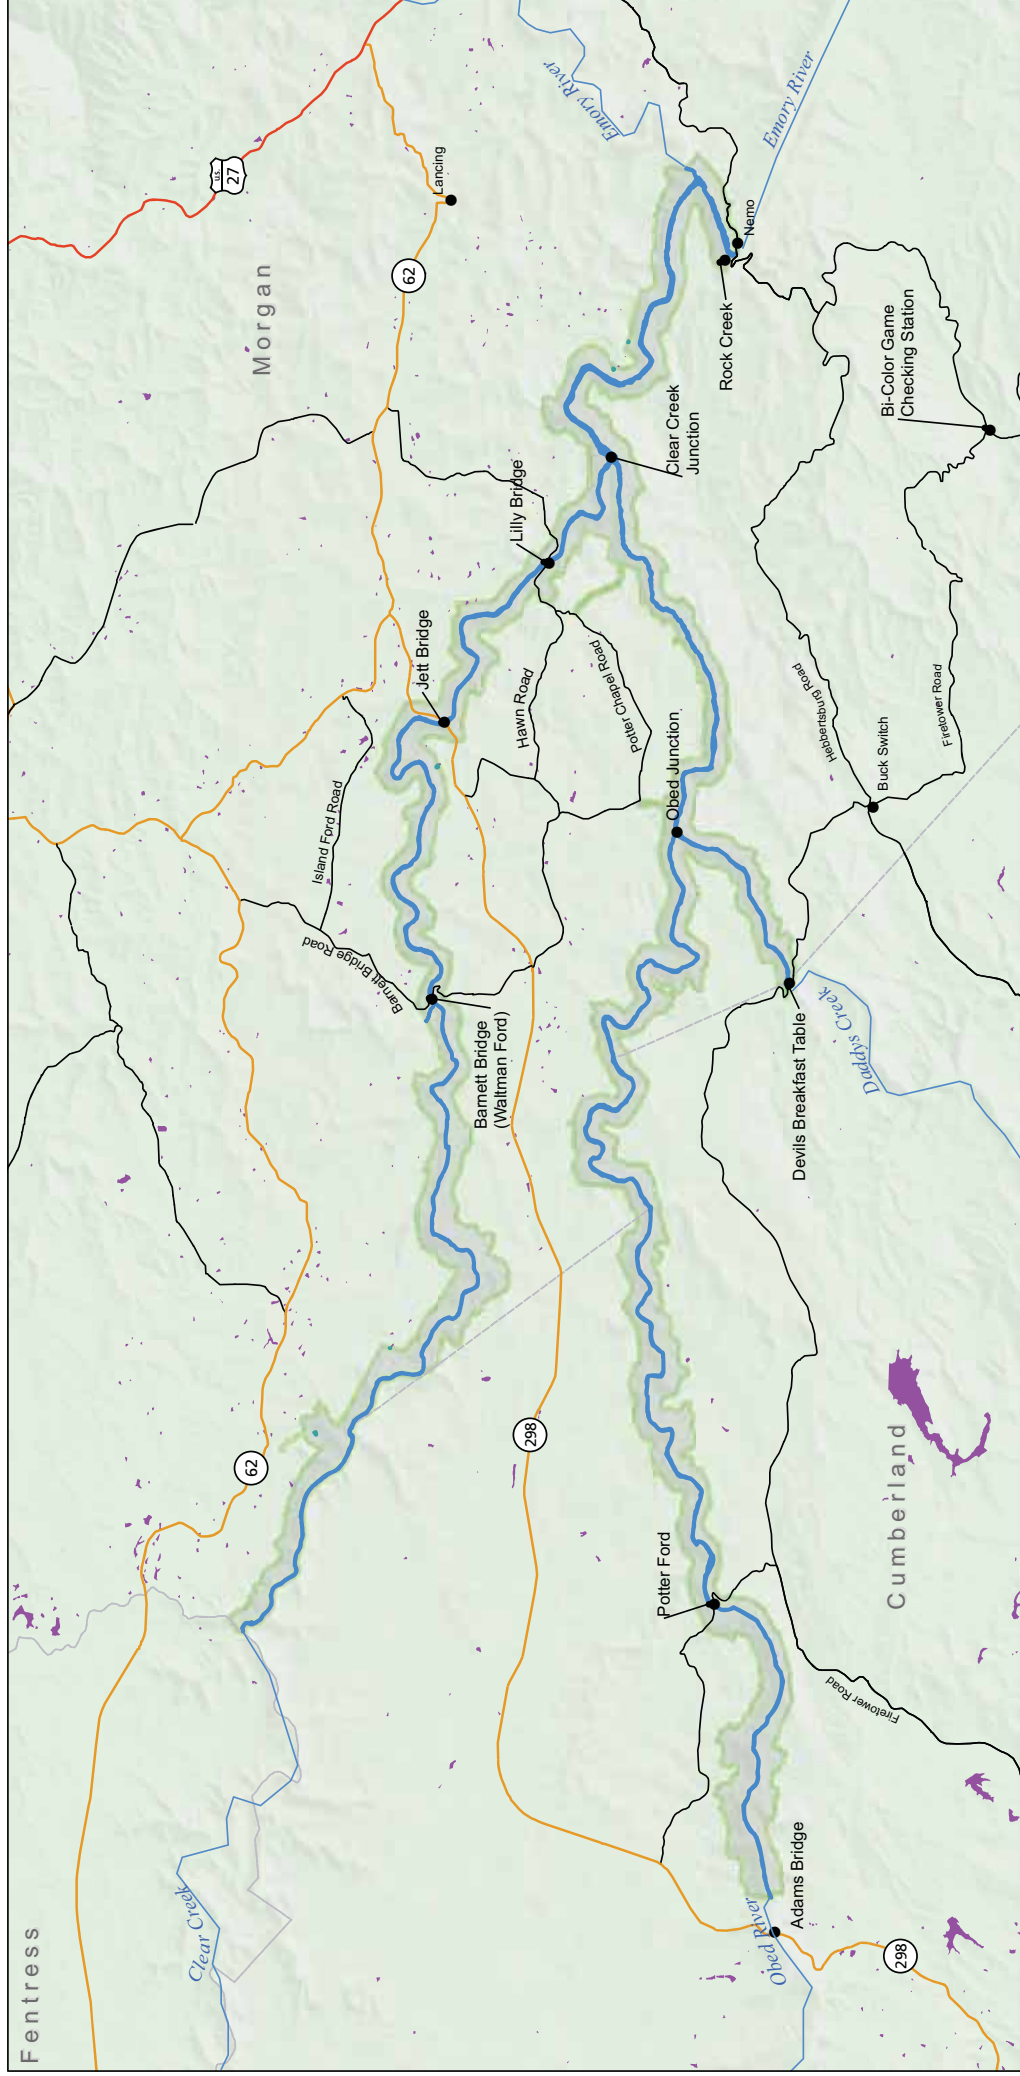 Fentress
Clear Creek
62
Morgan
U.S.
27
62
Lancing
Emory River
Emory River
Barnett Bridge Road
Island Ford Road
Jett Bridge
Lilly Bridge
Barnett Bridge
(Waltman Ford)
Hawn Road
Potter Chapel Road
Clear Creek
Junction
Rock Creek
Nemo
298
Obed Junction
Potter Ford
Obed River
Adams Bridge
298
Devils Breakfast Table
Daddys Creek
Hebbertsburg Road
Buck Switch
Firetower Road
Bi-Color Game
Checking Station
Firetower Road
Cumberland